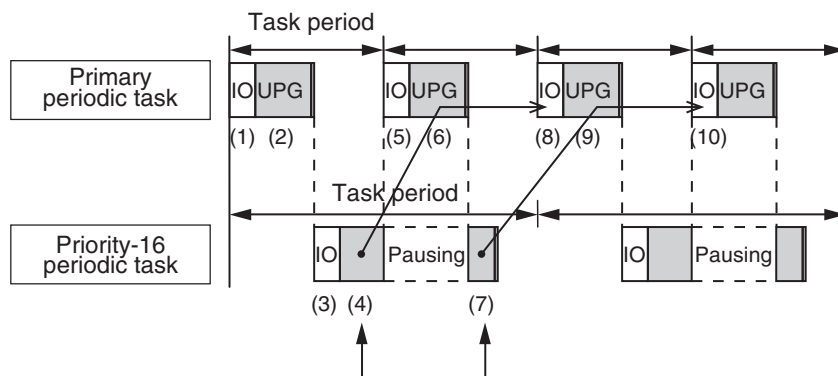 Task period
Primary
periodic task
IO UPG IO UPG IO UPG IO UPG
(1) (2) (5) (6) (8) (9) (10)
Task period
Priority-16
periodic task
IO Pausing IO Pausing
(3) (4) (7)